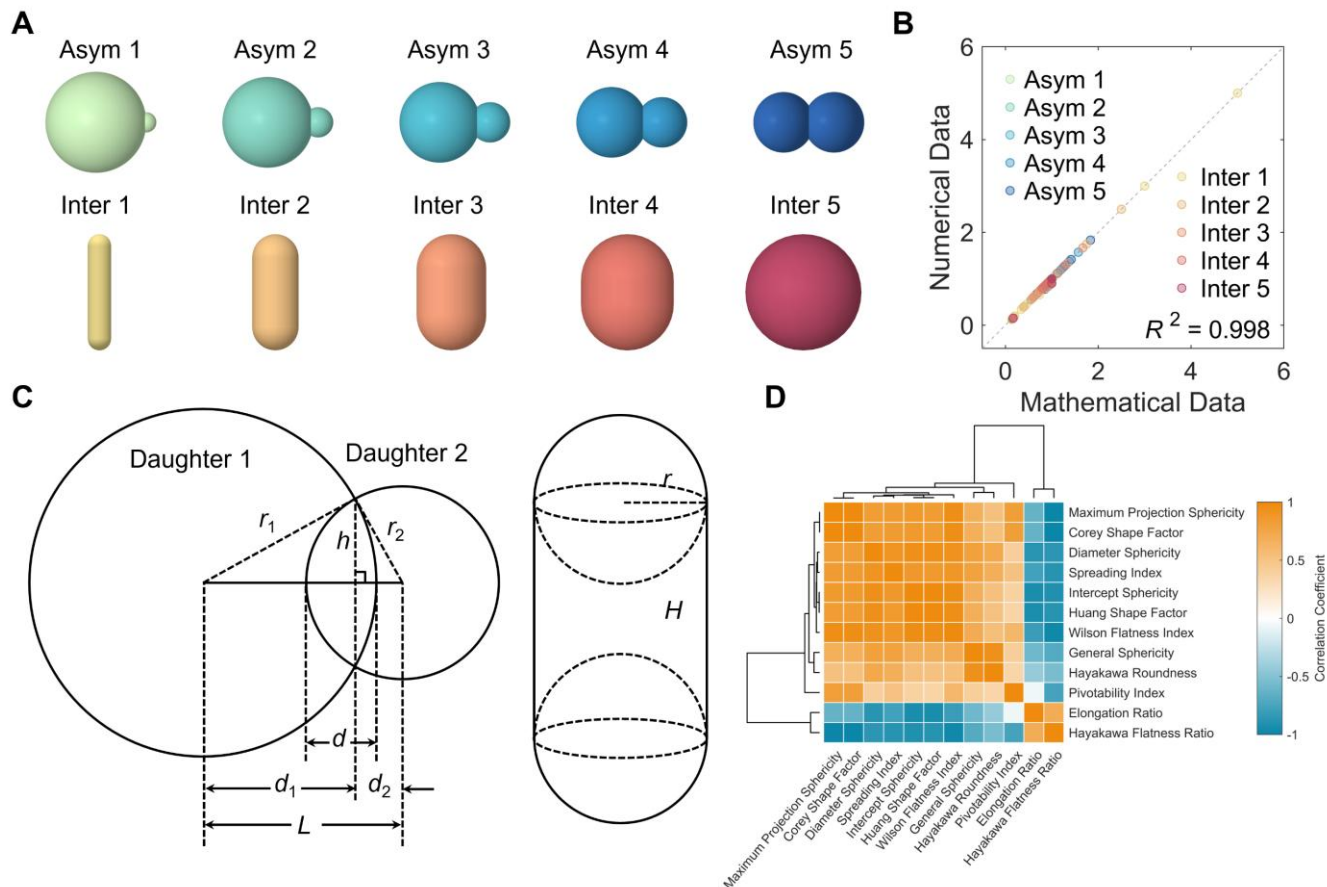 A
Asym 1 Asym 2 Asym 3 Asym 4 Asym 5
Inter 1 Inter 2 Inter 3 Inter 4 Inter 5
B
Numerical Data
6
4
2
0
Asym 1
Asym 2
Asym 3
Asym 4
Asym 5
Inter 1
Inter 2
Inter 3
Inter 4
Inter 5
R² = 0.998
0 2 4 6
Mathematical Data
C
Daughter 1
Daughter 2
r₁
h
r₂
d
d₁
d₂
L
r
H
D
Maximum Projection Sphericity
Corey Shape Factor
Diameter Sphericity
Spreading Index
Intercept Sphericity
Huang Shape Factor
Wilson Flatness Index
General Sphericity
Hayakawa Roundness
Pivotability Index
Elongation Ratio
Hayakawa Flatness Ratio
Maximum Projection Sphericity
Corey Shape Factor
Diameter Sphericity
Spreading Index
Intercept Sphericity
Huang Shape Factor
Wilson Flatness Index
General Sphericity
Hayakawa Roundness
Pivotability Index
Elongation Ratio
Hayakawa Flatness Ratio
1
0.5
0
-0.5
-1
Correlation Coefficient